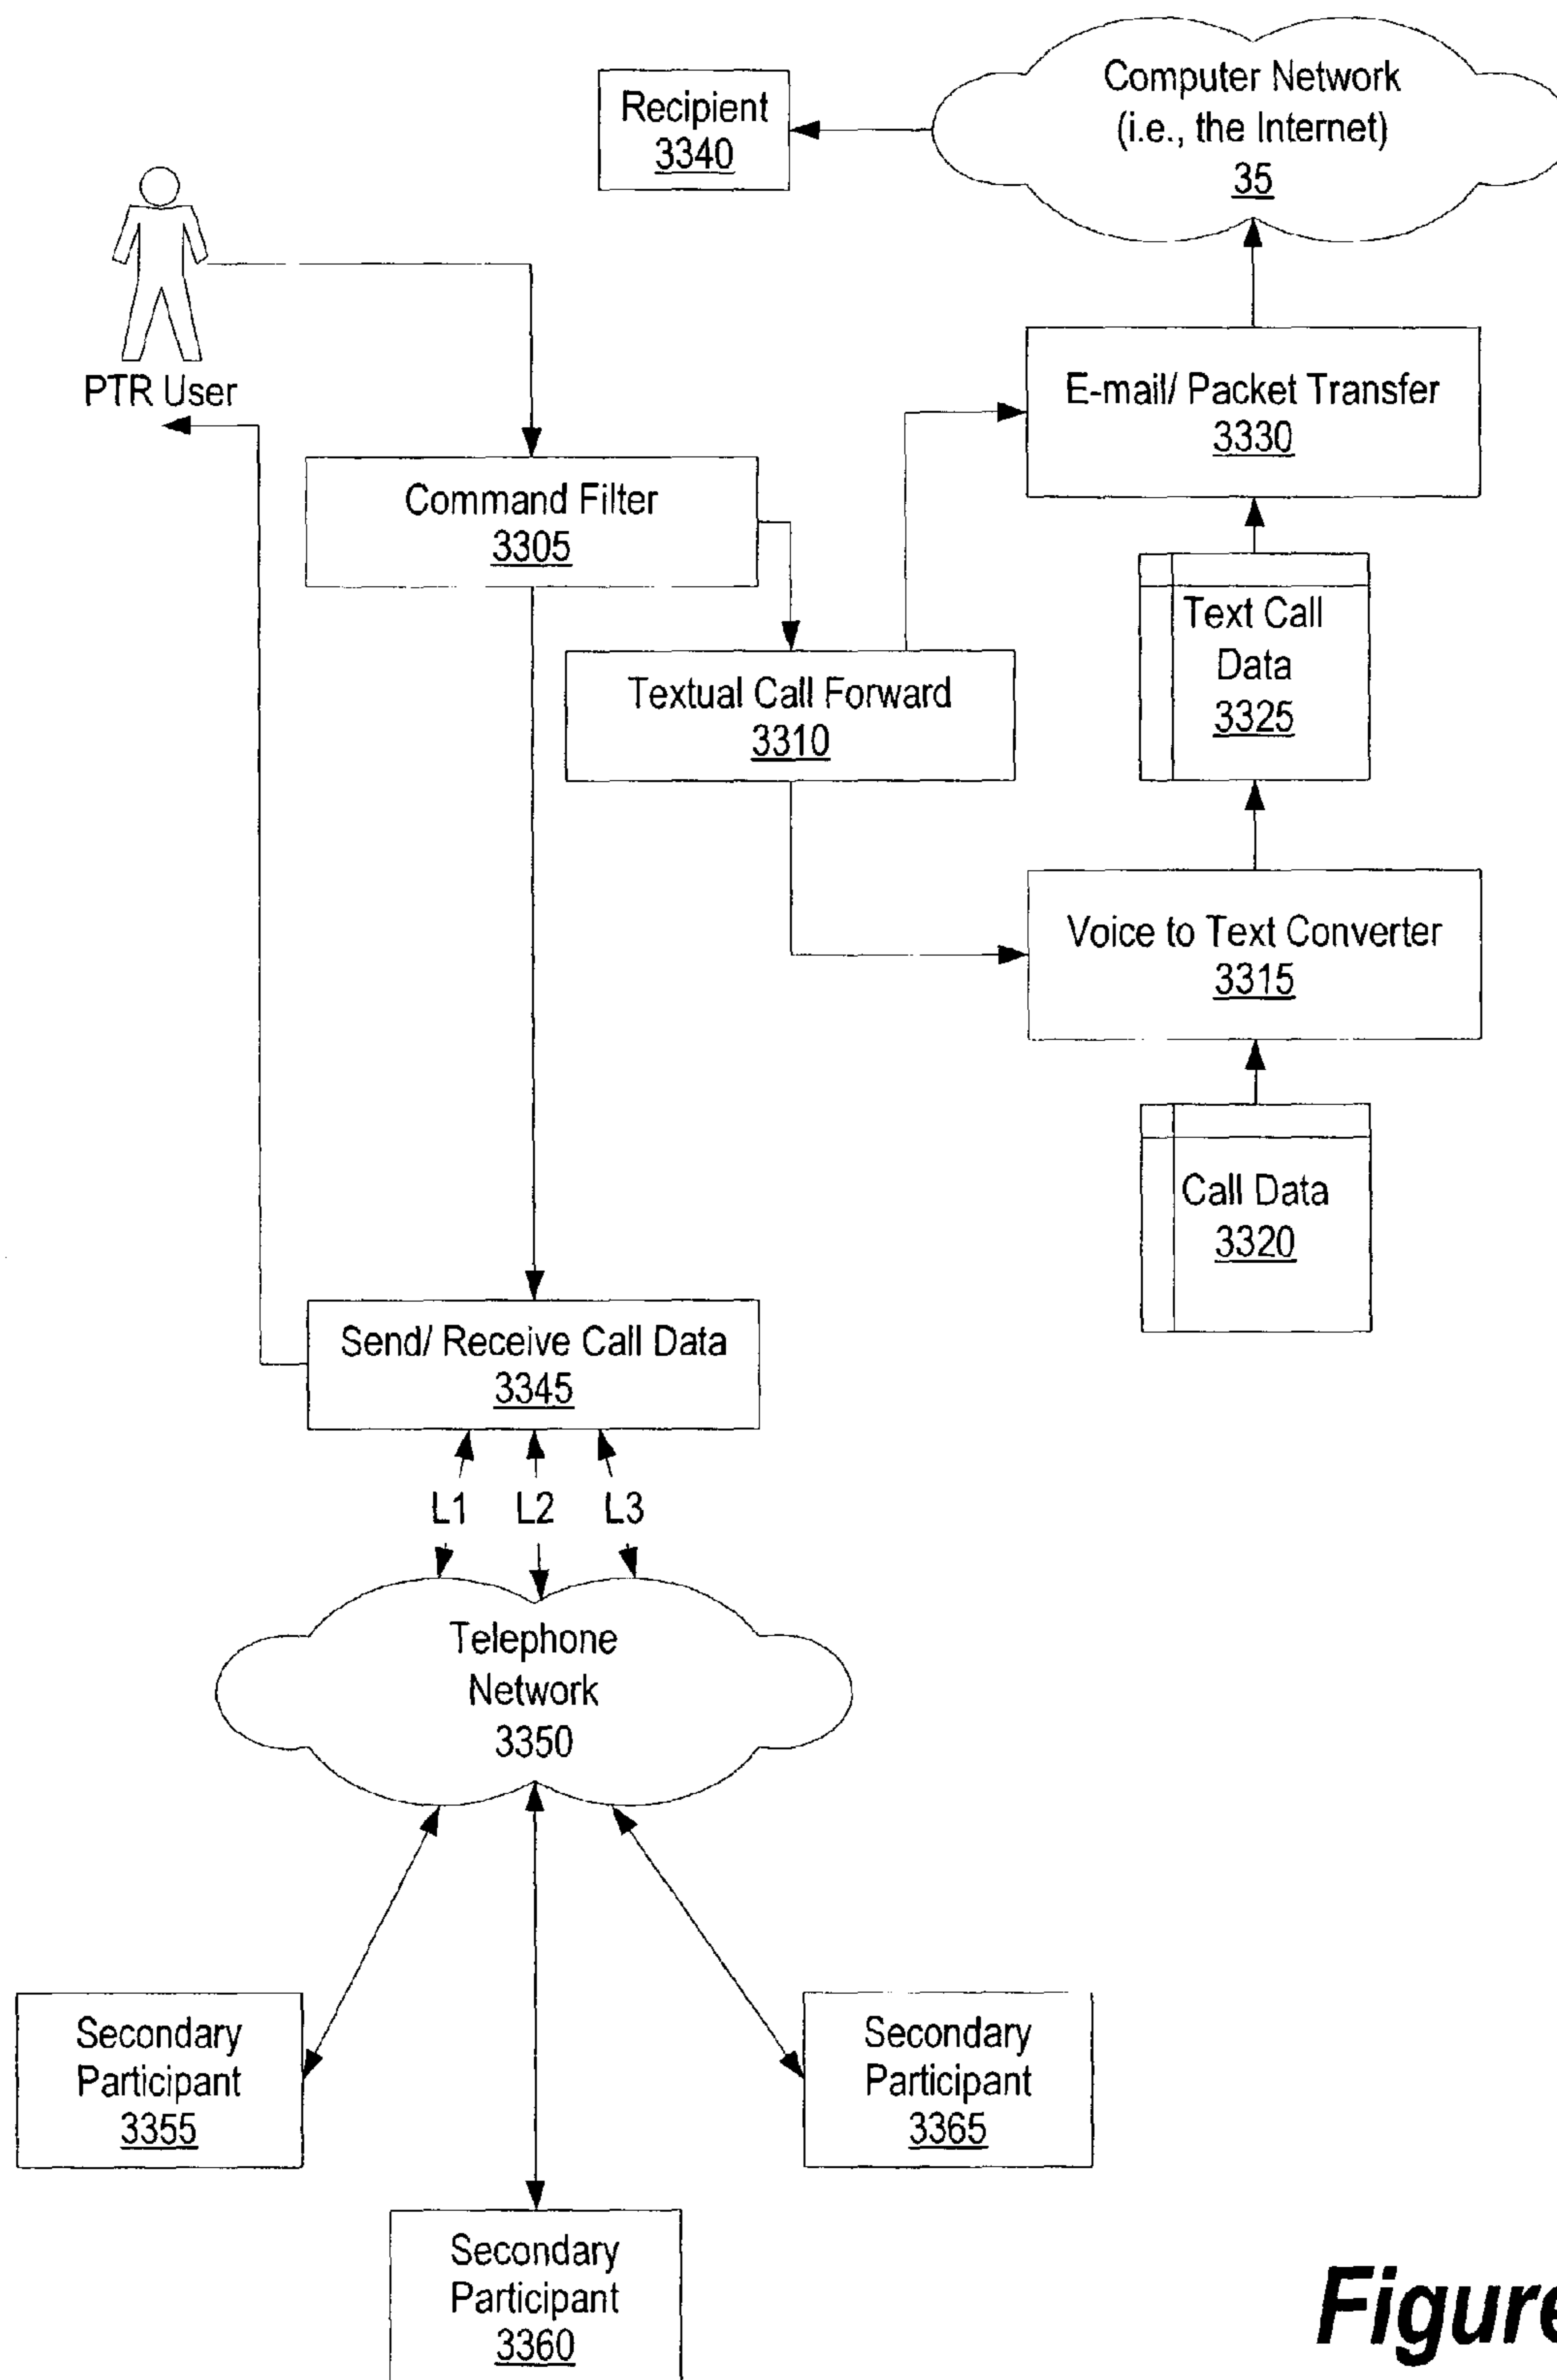 Computer Network
(i.e., the Internet)
35
Recipient
3340
PTR User
E-mail/ Packet Transfer
3330
Command Filter
3305
Text Call
Data
3325
Textual Call Forward
3310
Voice to Text Converter
3315
Call Data
3320
Send/ Receive Call Data
3345
L1 L2 L3
Telephone
Network
3350
Secondary
Participant
3355
Secondary
Participant
3365
Secondary
Participant
3360
Figure